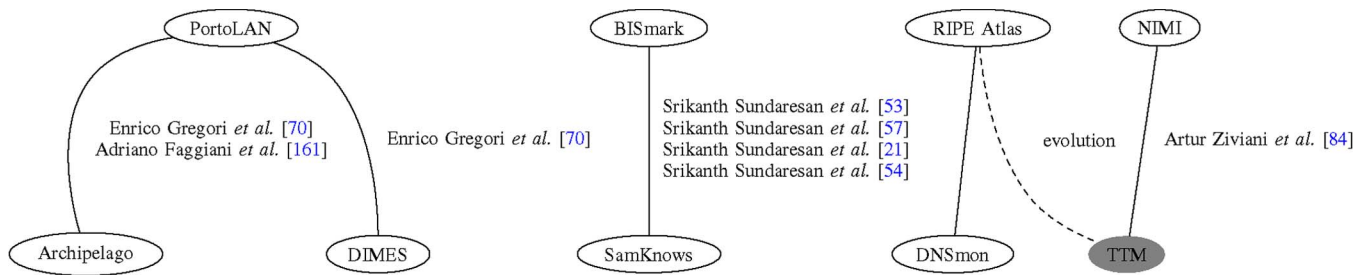 PortoLAN
BISmark
RIPE Atlas
NIMI
Enrico Gregori et al. [70]
Adriano Faggiani et al. [161]
Enrico Gregori et al. [70]
Srikanth Sundaresan et al. [53]
Srikanth Sundaresan et al. [57]
Srikanth Sundaresan et al. [21]
Srikanth Sundaresan et al. [54]
evolution
Artur Ziviani et al. [84]
Archipelago
DIMES
SamKnows
DNSmon
TTM